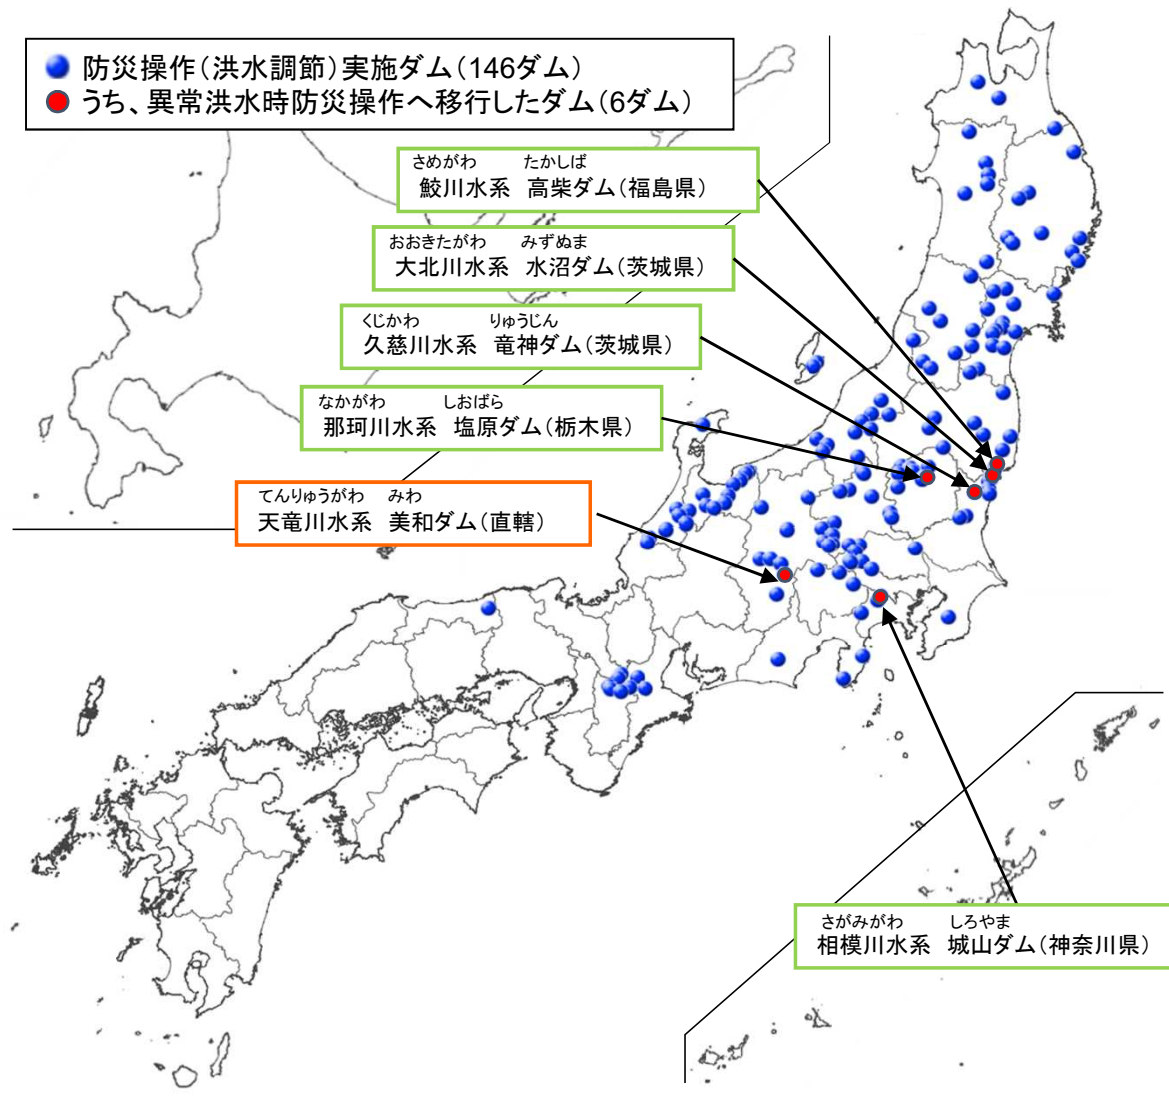 防災操作（洪水調節）実施ダム（146ダム）
うち、異常洪水時防災操作へ移行したダム（6ダム）
さめがわ たかしば
鮫川水系 高柴ダム（福島県）
おおきたがわ みずぬま
大北川水系 水沼ダム（茨城県）
くじかわ りゅうじん
久慈川水系 竜神ダム（茨城県）
なかがわ しおばら
那珂川水系 塩原ダム（栃木県）
てんりゅうがわ みわ
天竜川水系 美和ダム（直轄）
さがみがわ しろやま
相模川水系 城山ダム（神奈川県）